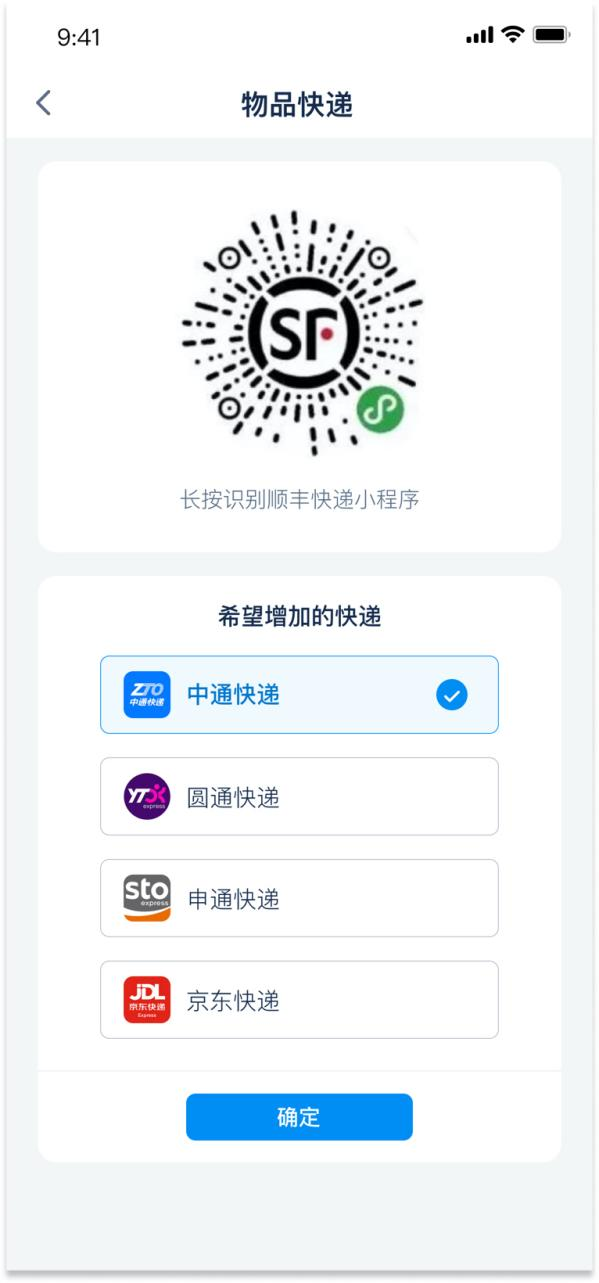 9:41
物品快递
SF
长按识别顺丰快递小程序
希望增加的快递
ZTO
中通快递
中通快递
YTO
express
圆通快递
sto
express
申通快递
JDL
京东快递
Express
京东快递
确定